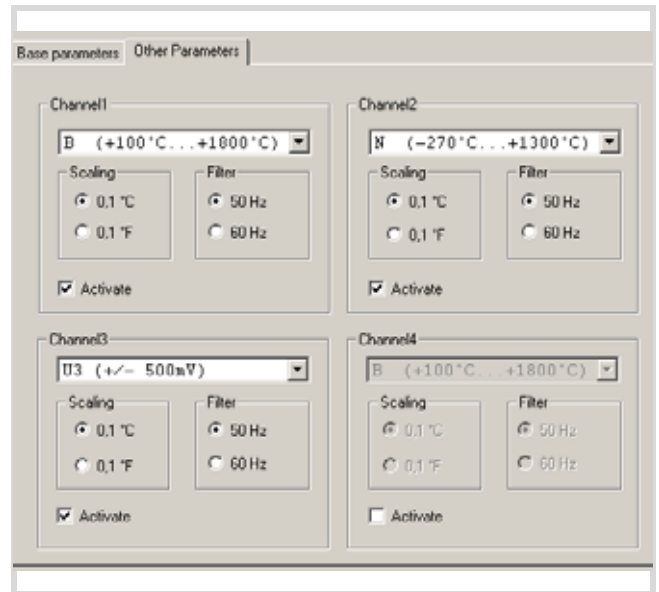 Base parameters Other Parameters
Channel1
B (+100°C...+1800°C)
Scaling Filter
0,1 °C 50 Hz
0,1 °F 60 Hz
Activate
Channel2
N (-270°C...+1300°C)
Scaling Filter
0,1 °C 50 Hz
0,1 °F 60 Hz
Activate
Channel3
U3 (+/- 500mV)
Scaling Filter
0,1 °C 50 Hz
0,1 °F 60 Hz
Activate
Channel4
B (+100°C...+1800°C)
Scaling Filter
0,1 °C 50 Hz
0,1 °F 60 Hz
Activate